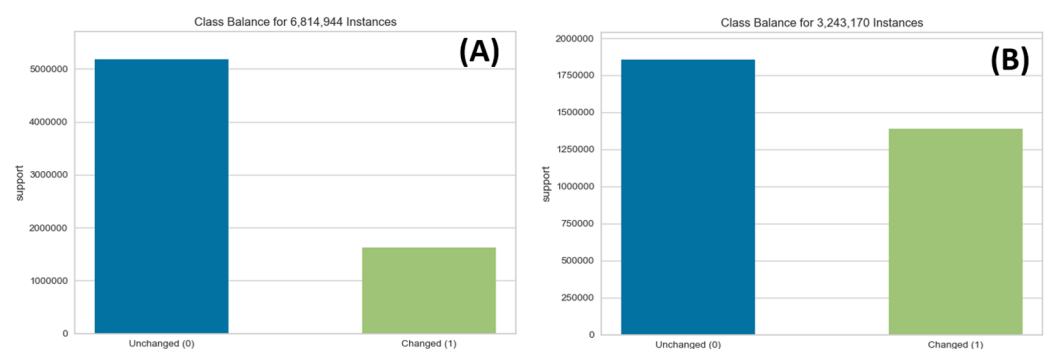 Class Balance for 6,814,944 Instances
(A)
5000000
4000000
3000000
2000000
1000000
0
support
Unchanged (0)
Changed (1)
Class Balance for 3,243,170 Instances
(B)
2000000
1750000
1500000
1250000
1000000
750000
500000
250000
0
support
Unchanged (0)
Changed (1)